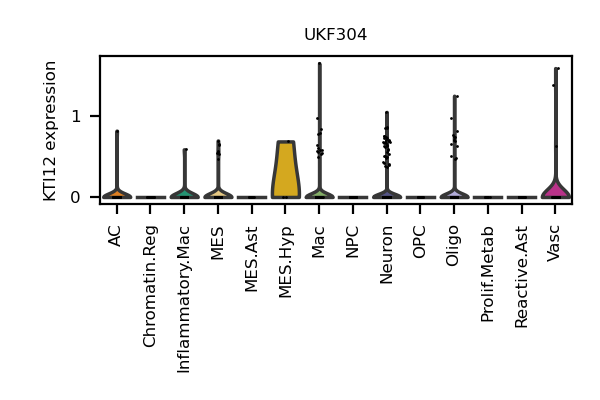 UKF304
KTI12 expression
1
0
AC
Chromatin.Reg
Inflammatory.Mac
MES
MES.Ast
MES.Hyp
Mac
NPC
Neuron
OPC
Oligo
Prolif.Metab
Reactive.Ast
Vasc